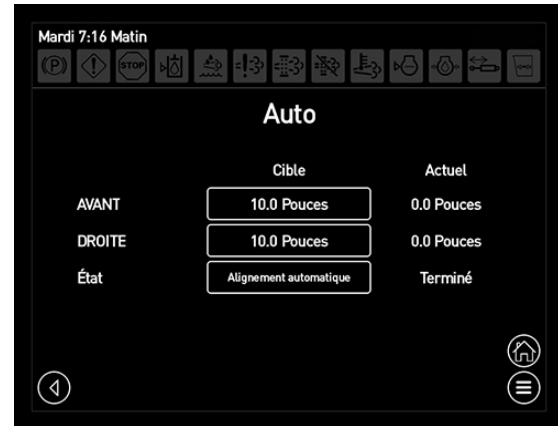 Mardi 7:16 Matin
(P) STOP
Auto
Cible Actuel
AVANT 10.0 Pouces 0.0 Pouces
DROITE 10.0 Pouces 0.0 Pouces
État Alignement automatique Terminé